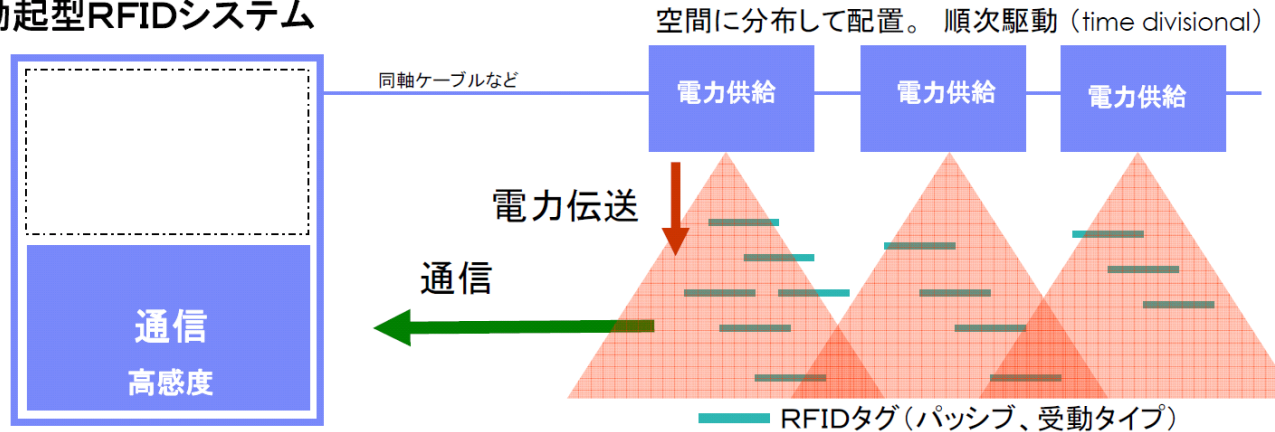 起型RFIDシステム
空間に分布して配置。 順次駆動（time divisional）
同軸ケーブルなど
電力供給
電力供給
電力供給
電力伝送
通信
通信
高感度
RFIDタグ（パッシブ、受動タイプ）